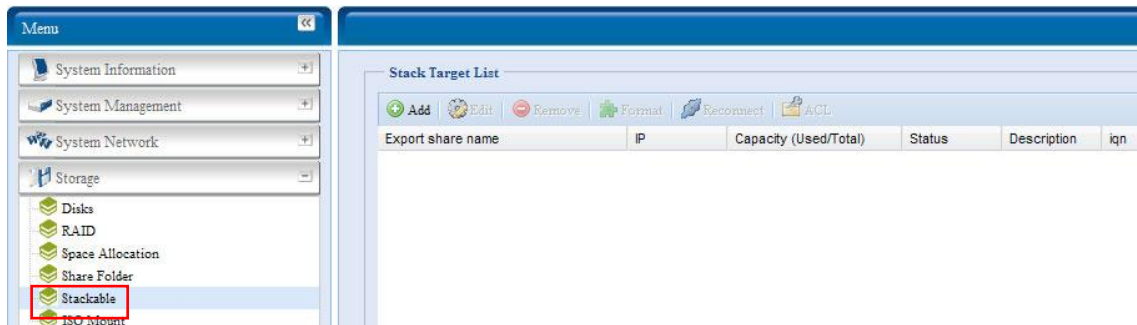 Menu
System Information
System Management
System Network
Storage
Disks
RAID
Space Allocation
Share Folder
Stackable
ISO Mount
Stack Target List
Add Edit Remove Format Reconnect ACL
Export share name IP Capacity (Used/Total) Status Description iqn